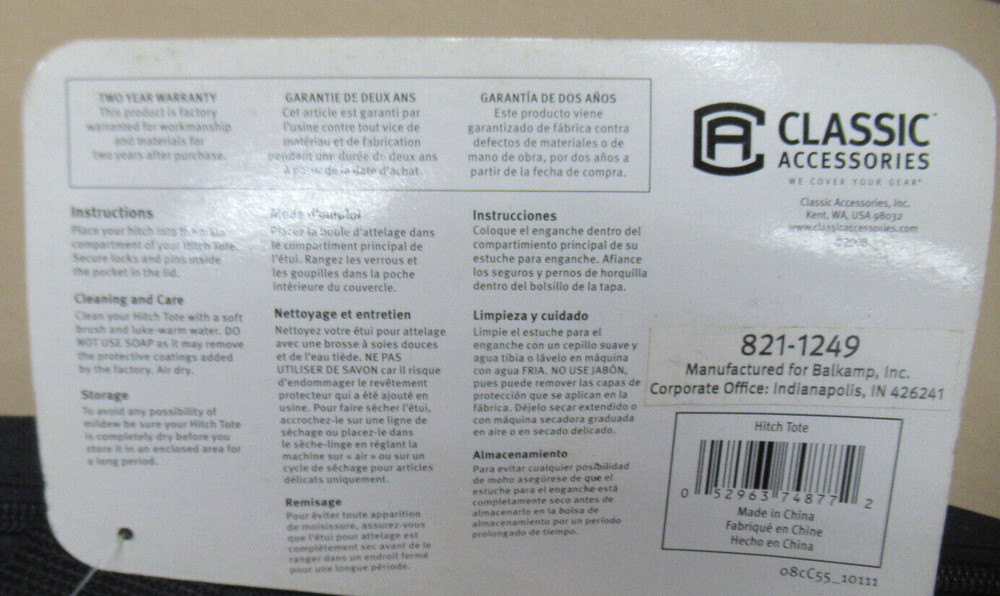 TWO YEAR WARRANTY
This product is factory
warranted for workmanship
and materials for
two years after purchase.
GARANTIE DE DEUX ANS
Cet article est garanti par
l'usine contre tout vice de
matériau et de fabrication
pendant une durée de deux ans
à partir de la date d'achat.
GARANTÍA DE DOS AÑOS
Este producto viene
garantizado de fábrica contra
defectos de materiales o de
mano de obra, por dos años a
partir de la fecha de compra.
CLASSIC™
ACCESSORIES
WE COVER YOUR GEAR®
Classic Accessories, Inc.
Kent, WA, USA 98032
www.classicaccessories.com
©2008
Instructions
Place your hitch into the main
compartment of your Hitch Tote.
Secure locks and pins inside
the pocket in the lid.
Cleaning and Care
Clean your Hitch Tote with a soft
brush and luke-warm water. DO
NOT USE SOAP as it may remove
the protective coatings added
by the factory. Air dry.
Storage
To avoid any possibility of
mildew be sure your Hitch Tote
is completely dry before you
store it in an enclosed area for
a long period.
Mode d'emploi
Placez la boule d'attelage dans
le compartiment principal de
l'étui. Rangez les verrous et
les goupilles dans la poche
intérieure du couvercle.
Nettoyage et entretien
Nettoyez votre étui pour attelage
avec une brosse à soies douces
et de l'eau tiède. NE PAS
UTILISER DE SAVON car il risque
d'endommager le revêtement
protecteur qui a été ajouté en
usine. Pour faire sécher l'étui,
accrochez-le sur une ligne de
séchage ou placez-le dans
le sèche-linge en réglant la
machine sur « air » ou sur un
cycle de séchage pour articles
délicats uniquement.
Remisage
Pour éviter toute apparition
de moisissure, assurez-vous
que l'étui pour attelage est
complètement sec avant de le
ranger dans un endroit fermé
pour une longue période.
Instrucciones
Coloque el enganche dentro del
compartimiento principal de su
estuche para enganche. Afiance
los seguros y pernos de horquilla
dentro del bolsillo de la tapa.
Limpieza y cuidado
Limpie el estuche para el
enganche con un cepillo suave y
agua tibia o lávelo en máquina
con agua FRIA. NO USE JABÓN,
pues puede remover las capas de
protección que se aplican en la
fábrica. Déjelo secar extendido o
con máquina secadora graduada
en aire o en secado delicado.
Almacenamiento
Para evitar cualquier posibilidad
de moho asegúrese de que el
estuche para el enganche está
completamente seco antes de
almacenarlo en la bolsa de
almacenamiento por un período
prolongado de tiempo.
821-1249
Manufactured for Balkamp, Inc.
Corporate Office: Indianapolis, IN 426241
Hitch Tote
0 52963 74877 2
Made in China
Fabriqué en Chine
Hecho en China
08cC55_10111